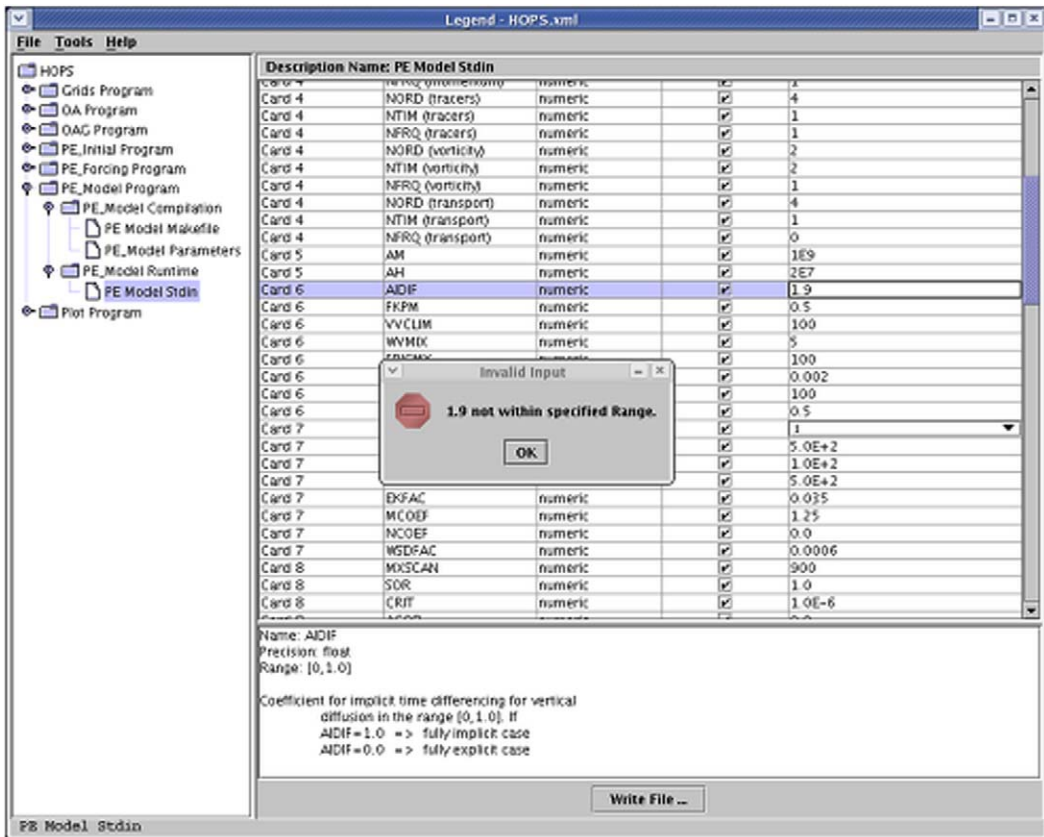 Legend - HOPS.xml
File Tools Help
HOPS
Grids Program
OA Program
OAG Program
PE_Initial Program
PE_Forcing Program
PE_Model Program
PE_Model Compilation
PE Model Makefile
PE_Model Parameters
PE_Model Runtime
PE Model Stdin
Plot Program
Description Name: PE Model Stdin
Card 4 NFRQ (momentum) numeric 1
Card 4 NORD (tracers) numeric 4
Card 4 NTIM (tracers) numeric 1
Card 4 NFRQ (tracers) numeric 1
Card 4 NORD (vorticity) numeric 2
Card 4 NTIM (vorticity) numeric 2
Card 4 NFRQ (vorticity) numeric 1
Card 4 NORD (transport) numeric 4
Card 4 NTIM (transport) numeric 1
Card 4 NFRQ (transport) numeric 0
Card 5 AM numeric 1E9
Card 5 AH numeric 2E7
Card 6 AIDIF numeric 1.9
Card 6 FKPM numeric 0.5
Card 6 VVCLIM numeric 100
Card 6 WVMIX numeric 5
Card 6 100
Card 6 0.002
Card 6 100
Card 6 0.5
Card 7 1
Card 7 5.0E+2
Card 7 1.0E+2
Card 7 5.0E+2
Card 7 EKFAC numeric 0.035
Card 7 MCOEF numeric 1.25
Card 7 NCOEF numeric 0.0
Card 7 WSDFAC numeric 0.0006
Card 8 MXSCAN numeric 900
Card 8 SOR numeric 1.0
Card 8 CRIT numeric 1.0E-6
Invalid Input
1.9 not within specified Range.
OK
Name: AIDIF
Precision: float
Range: [0,1.0]
Coefficient for implicit time differencing for vertical
diffusion in the range [0,1.0]. If
AIDIF=1.0 => fully implicit case
AIDIF=0.0 => fully explicit case
Write File ...
PE Model Stdin